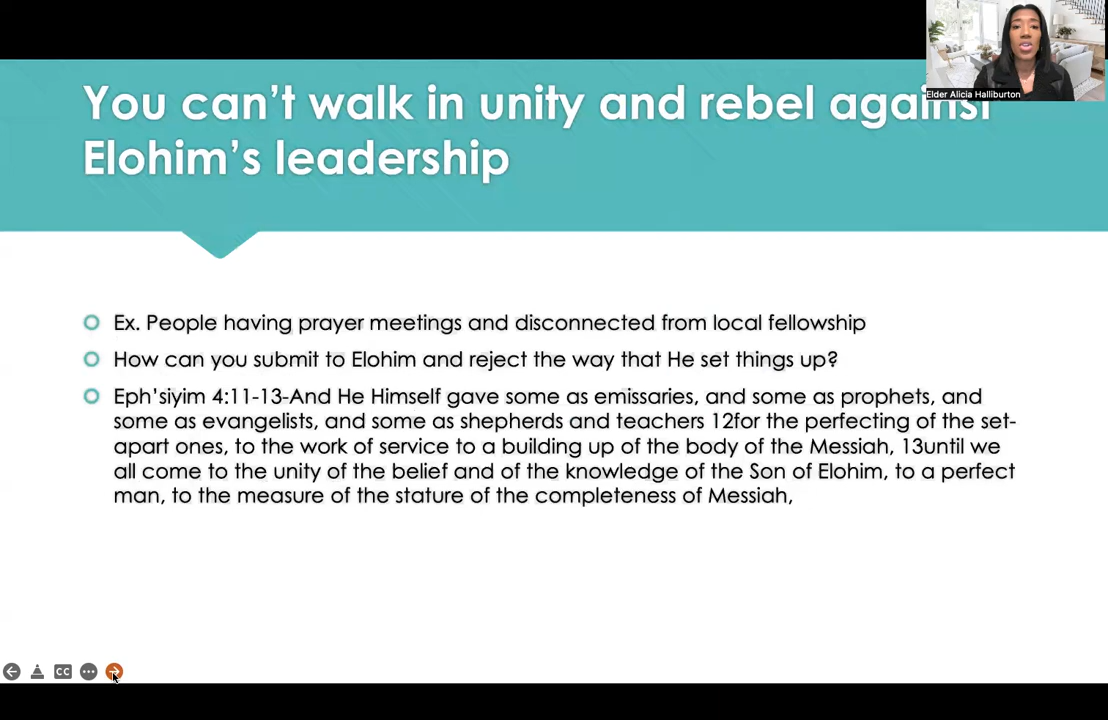 Elder Alicia Halliburton
You can't walk in unity and rebel against
Elohim's leadership
Ex. People having prayer meetings and disconnected from local fellowship
How can you submit to Elohim and reject the way that He set things up?
Eph'siyim 4:11-13-And He Himself gave some as emissaries, and some as prophets, and
some as evangelists, and some as shepherds and teachers 12for the perfecting of the set-
apart ones, to the work of service to a building up of the body of the Messiah, 13until we
all come to the unity of the belief and of the knowledge of the Son of Elohim, to a perfect
man, to the measure of the stature of the completeness of Messiah,
CC